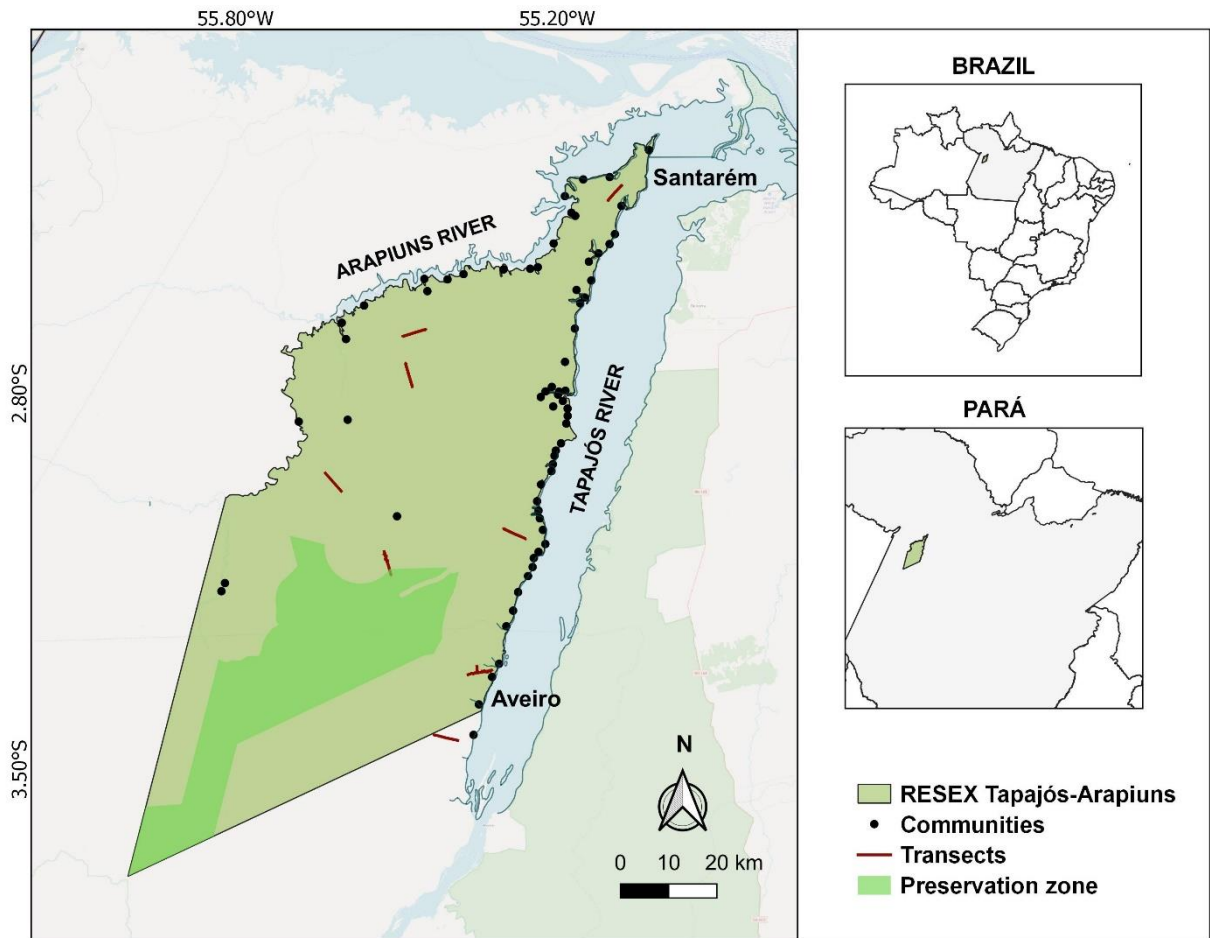 55.80°W
55.20°W
2.80°S
3.50°S
ARAPIUNS RIVER
Santarém
TAPAJÓS RIVER
Aveiro
N
0 10 20 km
BRAZIL
PARÁ
RESEX Tapajós-Arapiuns
Communities
Transects
Preservation zone